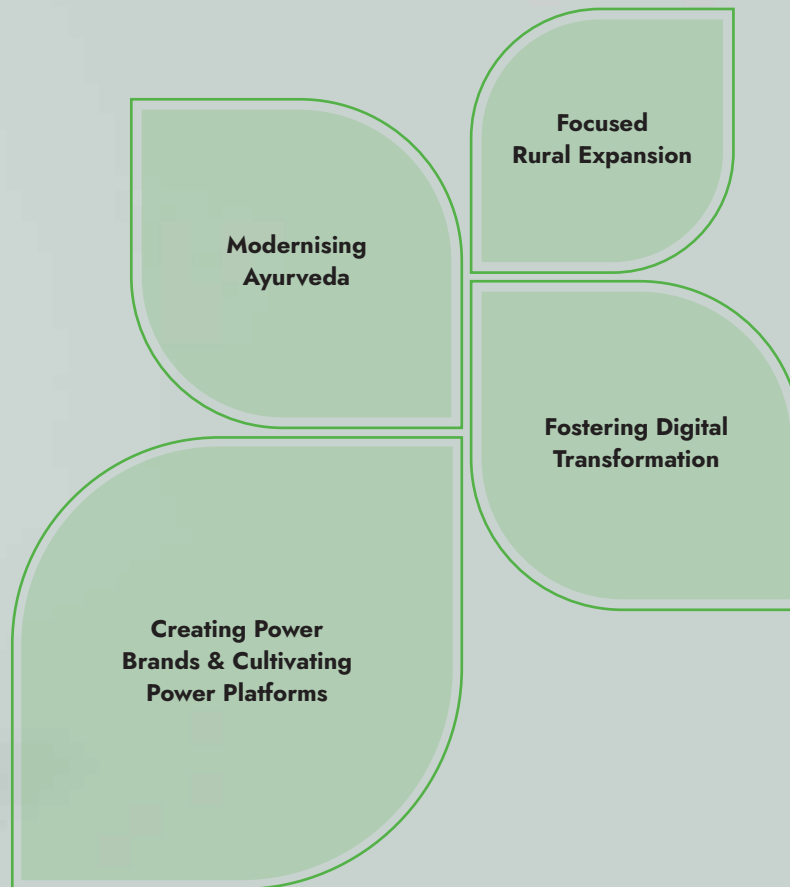 Focused
Rural Expansion
Modernising
Ayurveda
Fostering Digital
Transformation
Creating Power
Brands & Cultivating
Power Platforms